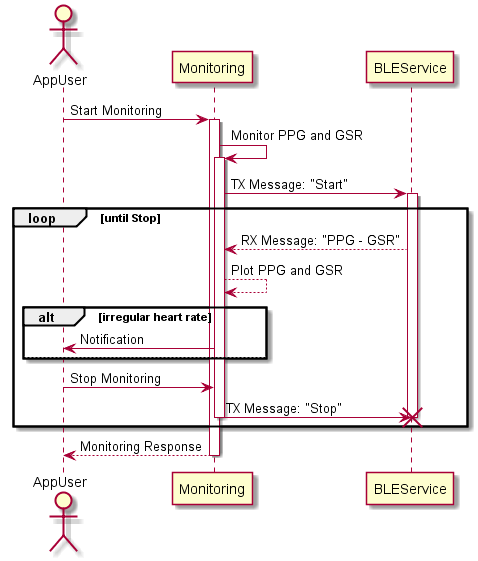 AppUser
Monitoring
BLEService
Start Monitoring
Monitor PPG and GSR
TX Message: "Start"
loop [until Stop]
RX Message: "PPG - GSR"
Plot PPG and GSR
alt [irregular heart rate]
Notification
Stop Monitoring
TX Message: "Stop"
Monitoring Response
AppUser
Monitoring
BLEService